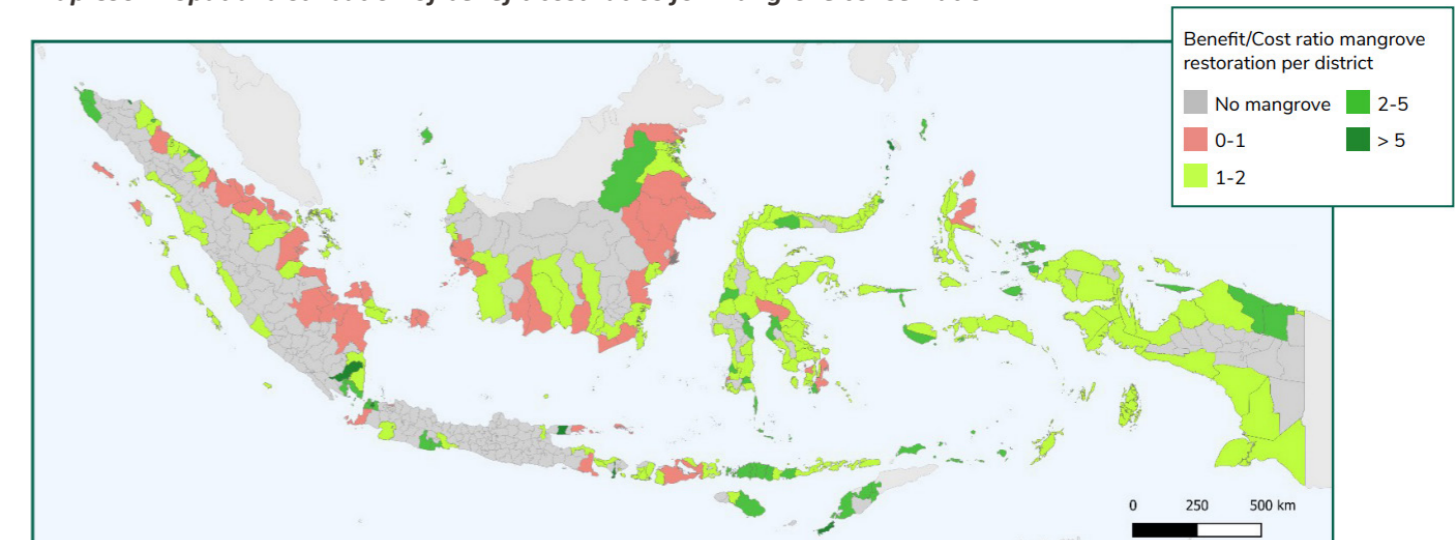 Benefit/Cost ratio mangrove
restoration per district
No mangrove
2-5
0-1
> 5
1-2
0 250 500 km